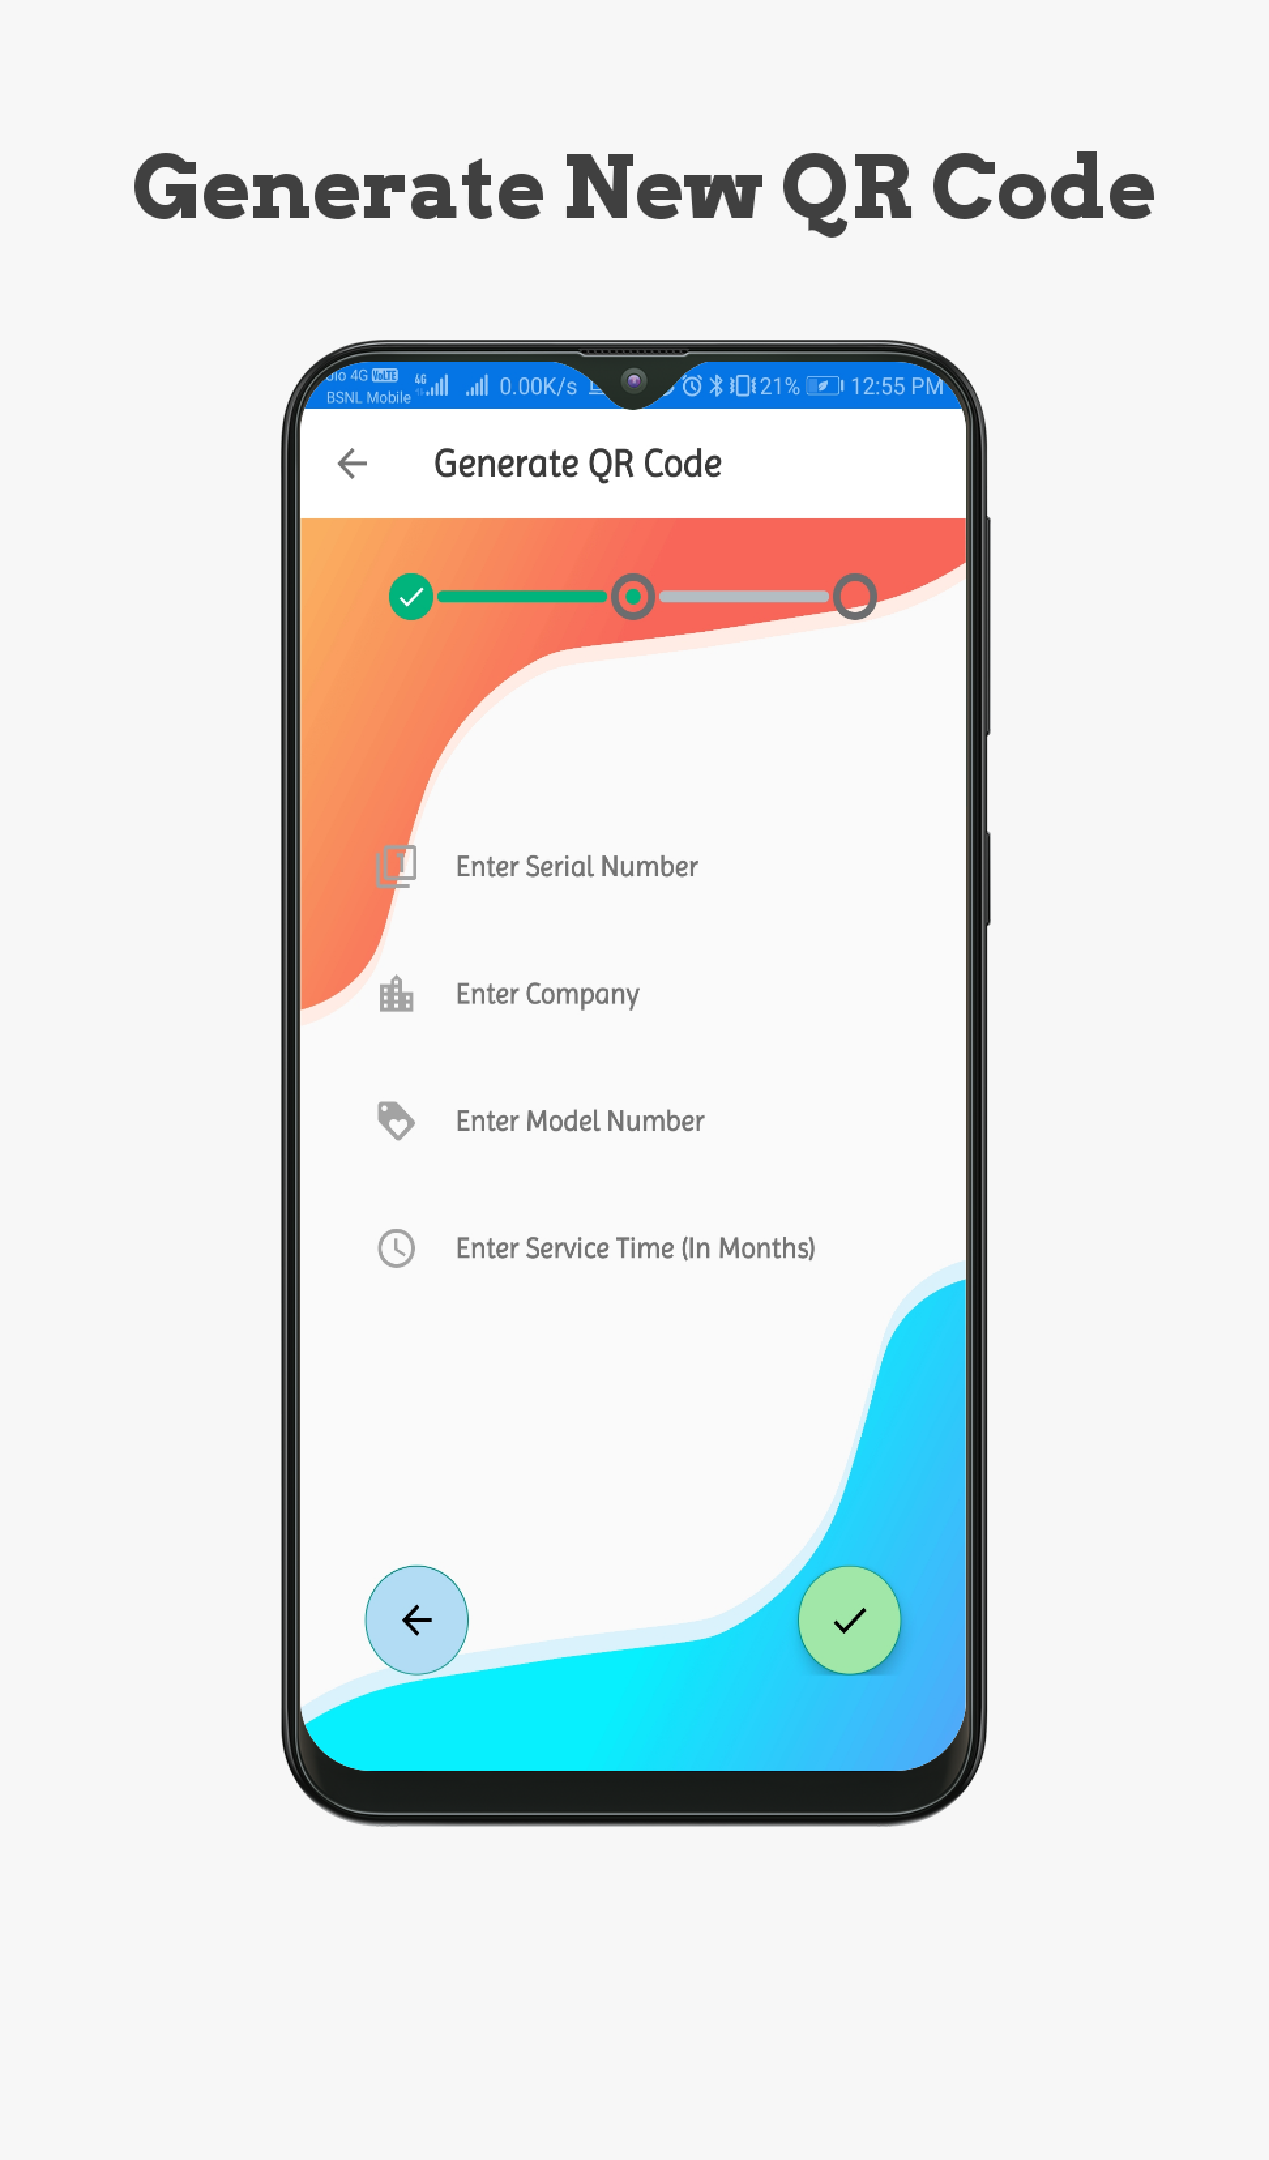 Generate New QR Code
Jio 4G VoLTE 4G 0.00K/s 21% 12:55 PM
BSNL Mobile
Generate QR Code
Enter Serial Number
Enter Company
Enter Model Number
Enter Service Time (In Months)